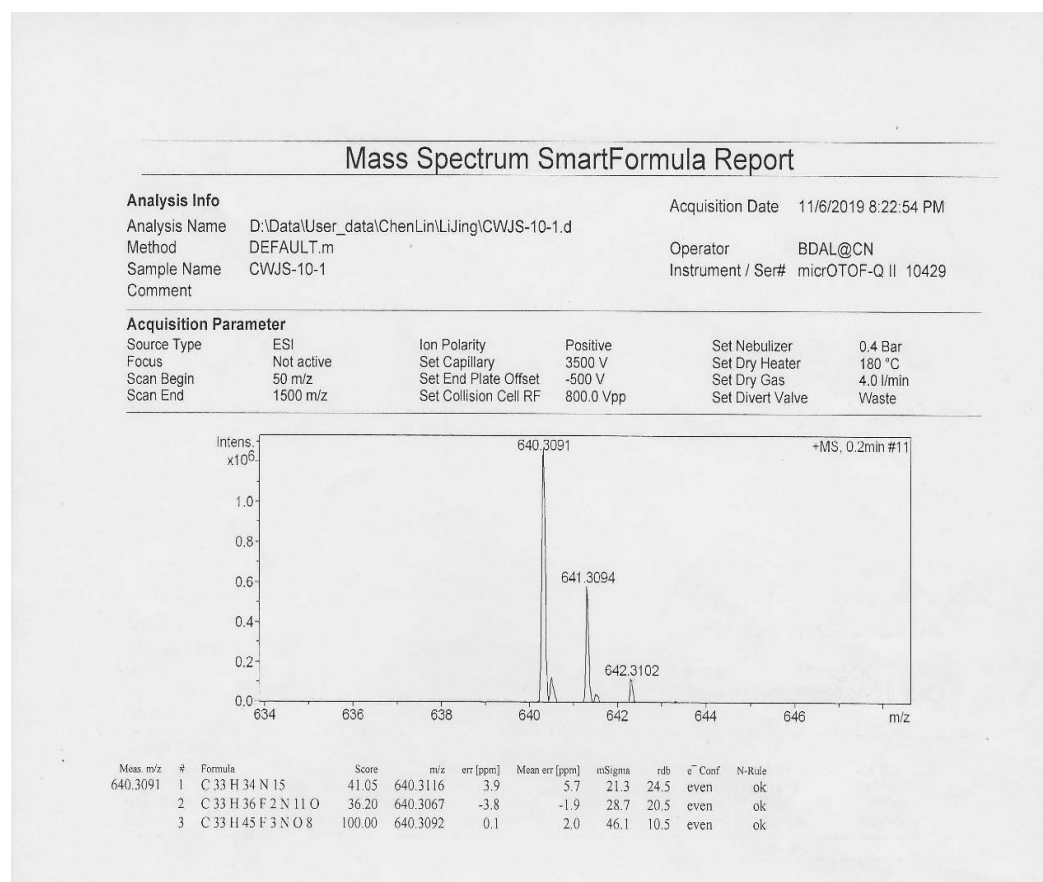 Mass Spectrum SmartFormula Report
Analysis Info
Acquisition Date 11/6/2019 8:22:54 PM
Analysis Name D:\Data\User_data\ChenLin\LiJing\CWJS-10-1.d
Method DEFAULT.m Operator BDAL@CN
Sample Name CWJS-10-1 Instrument / Ser# micrOTOF-Q II 10429
Comment
Acquisition Parameter
Source Type ESI Ion Polarity Positive Set Nebulizer 0.4 Bar
Focus Not active Set Capillary 3500 V Set Dry Heater 180 °C
Scan Begin 50 m/z Set End Plate Offset -500 V Set Dry Gas 4.0 l/min
Scan End 1500 m/z Set Collision Cell RF 800.0 Vpp Set Divert Valve Waste
Intens. 640.3091 +MS, 0.2min #11
x10⁶
1.0
0.8
641.3094
0.6
0.4
642.3102
0.2
0.0
634 636 638 640 642 644 646 m/z
Meas. m/z # Formula Score m/z err [ppm] Mean err [ppm] mSigma rdb e⁻ Conf N-Rule
640.3091 1 C 33 H 34 N 15 41.05 640.3116 3.9 5.7 21.3 24.5 even ok
2 C 33 H 36 F 2 N 11 O 36.20 640.3067 -3.8 -1.9 28.7 20.5 even ok
3 C 33 H 45 F 3 N O 8 100.00 640.3092 0.1 2.0 46.1 10.5 even ok